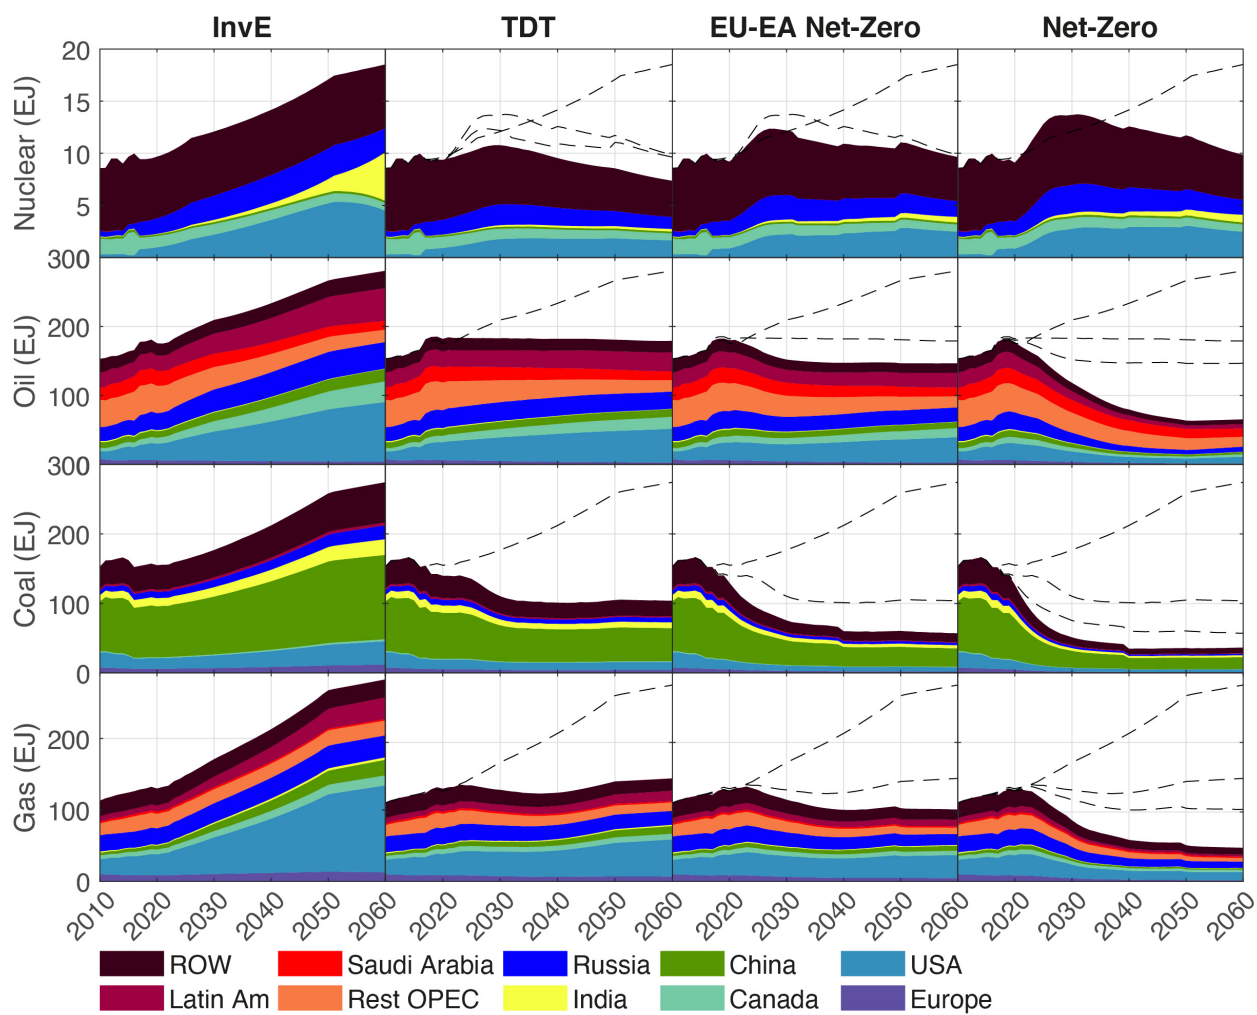 InvE TDT EU-EA Net-Zero Net-Zero
Nuclear (EJ)
20
15
10
5
Oil (EJ)
300
200
100
Coal (EJ)
300
200
100
0
Gas (EJ)
200
100
0
2010 2020 2030 2040 2050 2060 2020 2030 2040 2050 2060 2020 2030 2040 2050 2060 2020 2030 2040 2050 2060
ROW Saudi Arabia Russia China USA
Latin Am Rest OPEC India Canada Europe